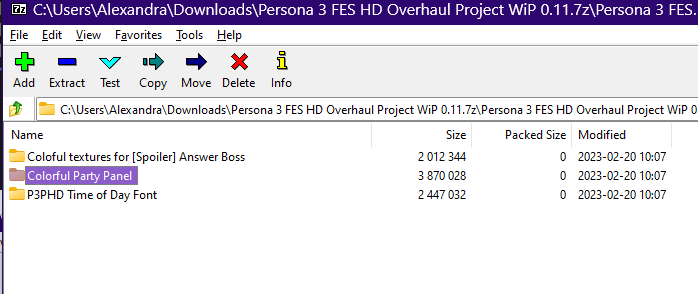 C:\Users\Alexandra\Downloads\Persona 3 FES HD Overhaul Project WiP 0.11.7z\Persona 3 FES.
File Edit View Favorites Tools Help
Add Extract Test Copy Move Delete Info
C:\Users\Alexandra\Downloads\Persona 3 FES HD Overhaul Project WiP 0.11.7z\Persona 3 FES HD Overhaul Project WiP 0
Name Size Packed Size Modified
Coloful textures for [Spoiler] Answer Boss 2 012 344 0 2023-02-20 10:07
Colorful Party Panel 3 870 028 0 2023-02-20 10:07
P3PHD Time of Day Font 2 447 032 0 2023-02-20 10:07